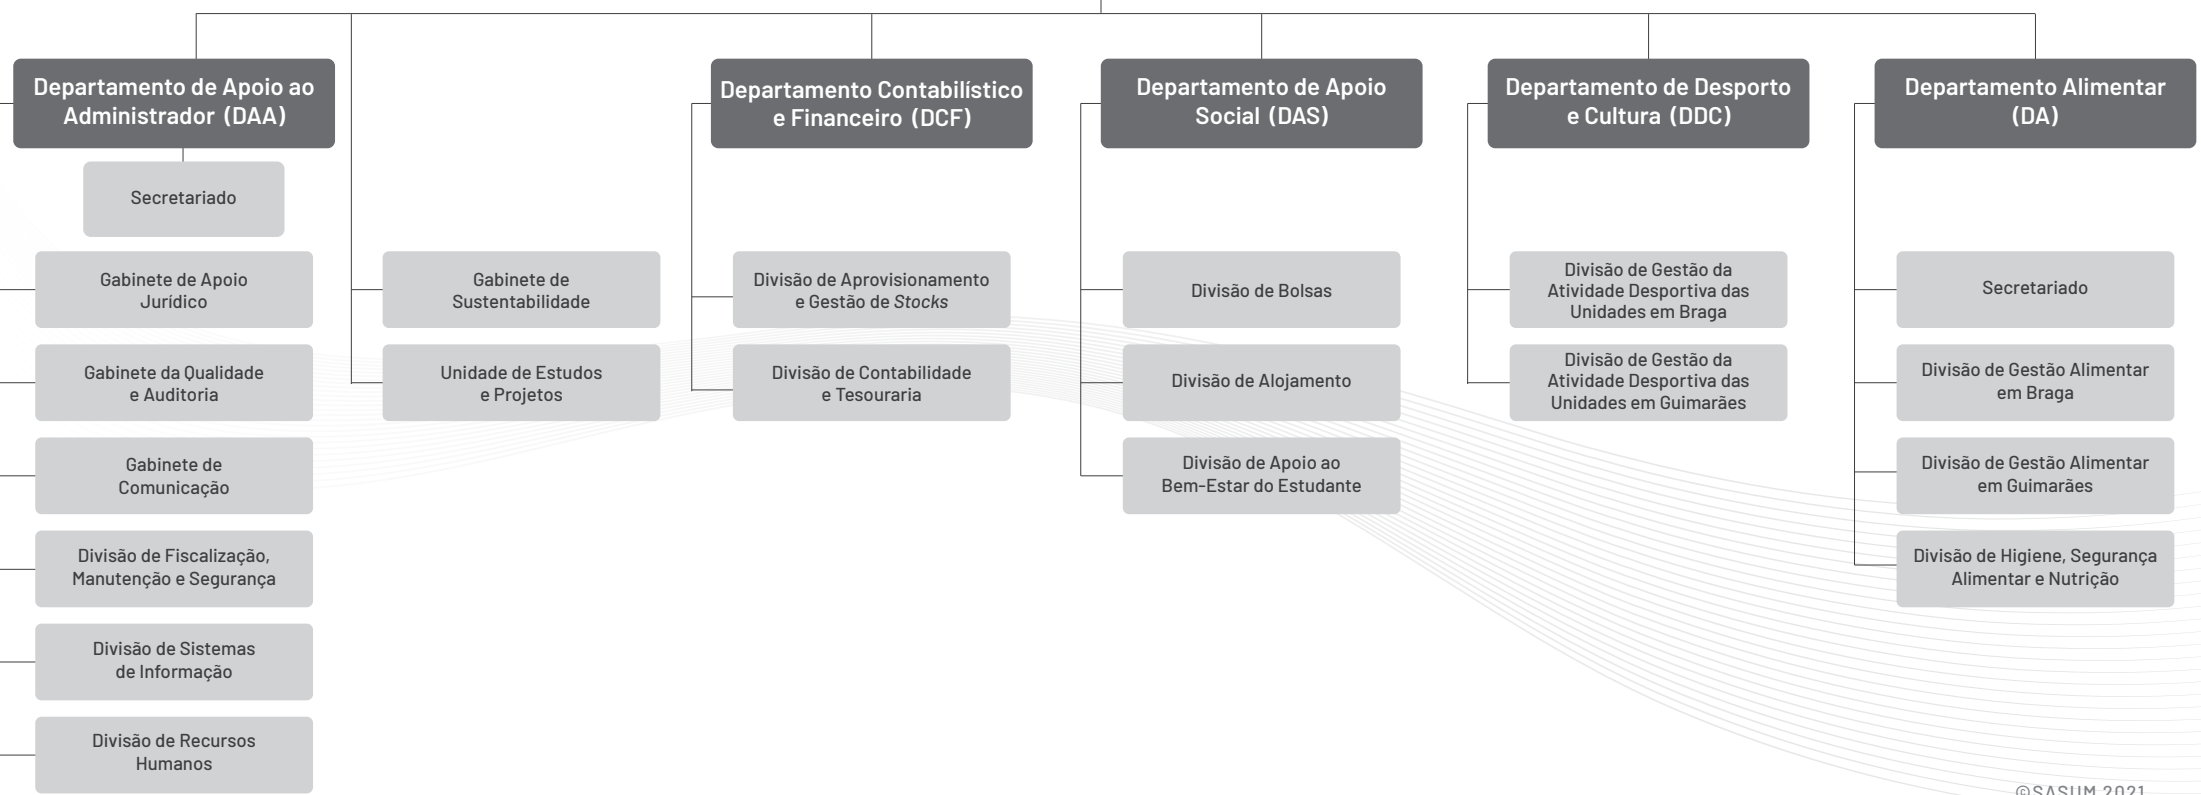 Departamento de Apoio ao
Administrador (DAA)
Secretariado
Gabinete de Apoio
Jurídico
Gabinete da Qualidade
e Auditoria
Gabinete de
Comunicação
Divisão de Fiscalização,
Manutenção e Segurança
Divisão de Sistemas
de Informação
Divisão de Recursos
Humanos
Gabinete de
Sustentabilidade
Unidade de Estudos
e Projetos
Departamento Contabilístico
e Financeiro (DCF)
Divisão de Aprovisionamento
e Gestão de Stocks
Divisão de Contabilidade
e Tesouraria
Departamento de Apoio
Social (DAS)
Divisão de Bolsas
Divisão de Alojamento
Divisão de Apoio ao
Bem-Estar do Estudante
Departamento de Desporto
e Cultura (DDC)
Divisão de Gestão da
Atividade Desportiva das
Unidades em Braga
Divisão de Gestão da
Atividade Desportiva das
Unidades em Guimarães
Departamento Alimentar
(DA)
Secretariado
Divisão de Gestão Alimentar
em Braga
Divisão de Gestão Alimentar
em Guimarães
Divisão de Higiene, Segurança
Alimentar e Nutrição
©SASUM 2021